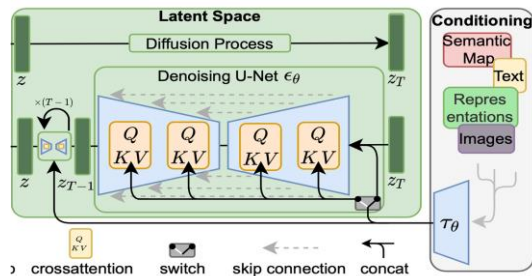 Latent Space
Conditioning
Diffusion Process
Semantic
Map
Text
Repres
entations
Images
z
z_T
Denoising U-Net ϵ_θ
×(T−1)
Q
KV
Q
KV
Q
KV
Q
KV
z
z_{T−1}
z_T
τ_θ
Q
KV
crossattention
switch
skip connection
concat